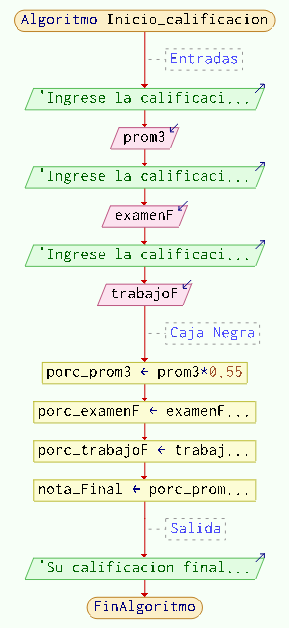 Algoritmo Inicio_calificacion
Entradas
'Ingrese la calificaci...
prom3
'Ingrese la calificaci...
examenF
'Ingrese la calificaci...
trabajoF
Caja Negra
porc_prom3 ← prom3*0.55
porc_examenF ← examenF...
porc_trabajoF ← trabaj...
nota_Final ← porc_prom...
Salida
'Su calificacion final...
FinAlgoritmo